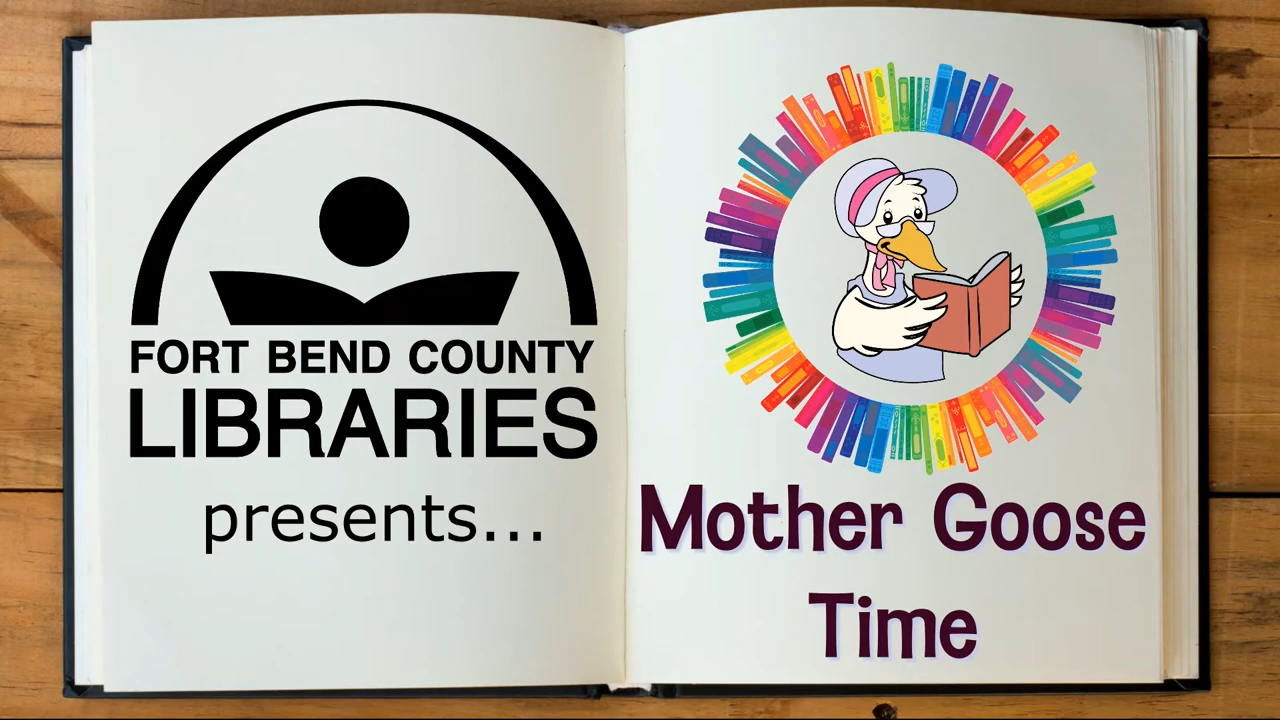 FORT BEND COUNTY
LIBRARIES
presents...
Mother Goose
Time